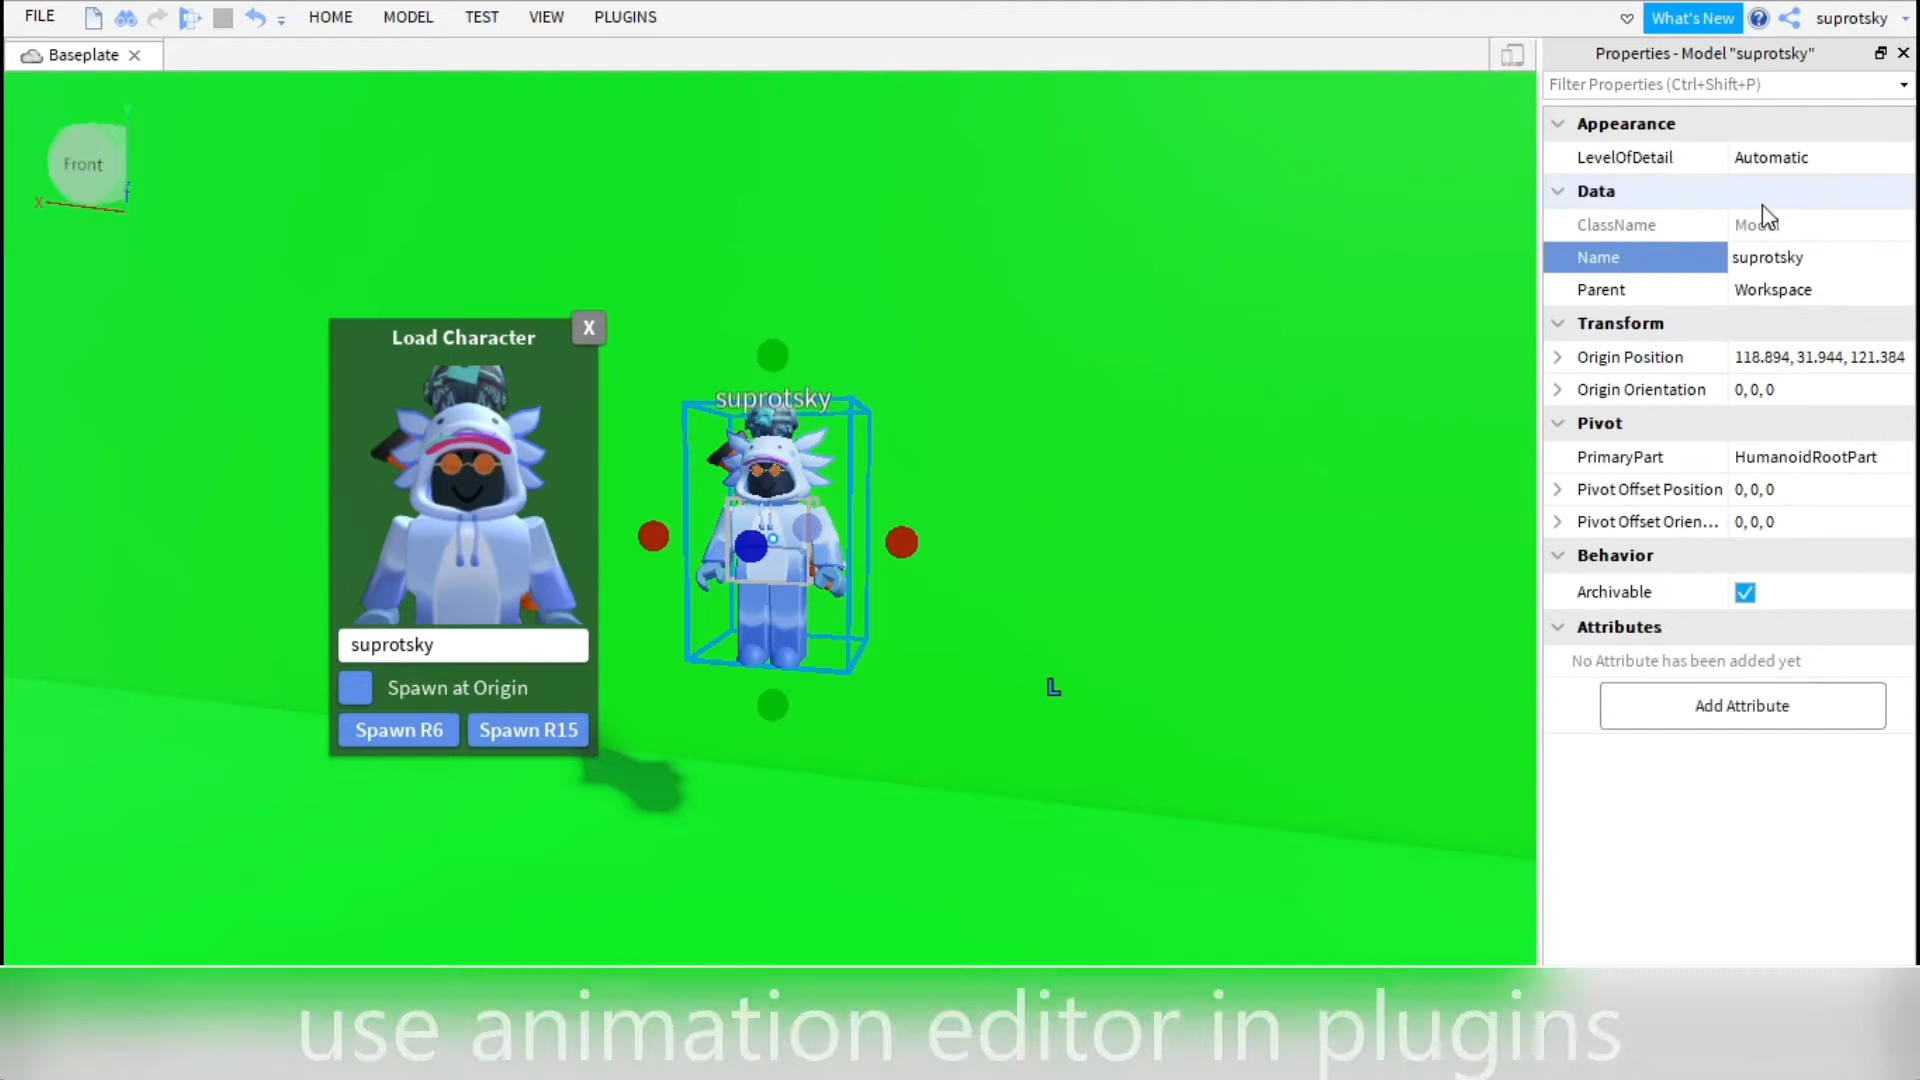 FILE
HOME
MODEL
TEST
VIEW
PLUGINS
What's New
suprotsky
Baseplate
Properties - Model "suprotsky"
Filter Properties (Ctrl+Shift+P)
Y
Front
X
Z
Appearance
LevelOfDetail Automatic
Data
ClassName Model
Name suprotsky
Parent Workspace
Transform
Origin Position 118.894, 31.944, 121.384
Origin Orientation 0, 0, 0
Pivot
PrimaryPart HumanoidRootPart
Pivot Offset Position 0, 0, 0
Pivot Offset Orien... 0, 0, 0
Behavior
Archivable
Attributes
No Attribute has been added yet
Add Attribute
Load Character
X
suprotsky
Spawn at Origin
Spawn R6
Spawn R15
suprotsky
L
use animation editor in plugins